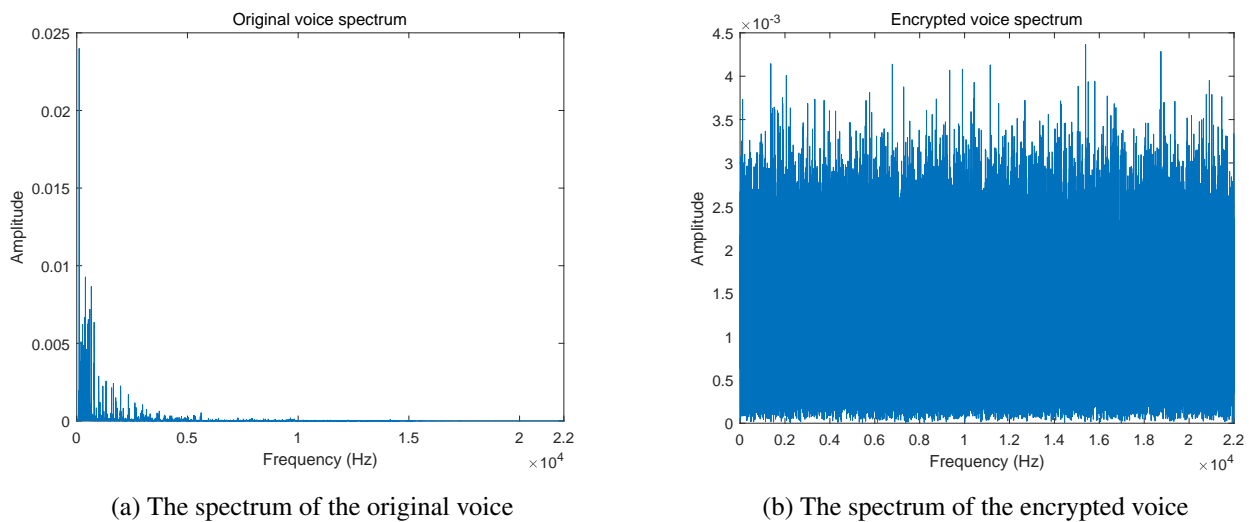 Original voice spectrum
0.025
0.02
0.015
0.01
0.005
0
Amplitude
0 0.5 1 1.5 2 2.2
Frequency (Hz)
×10⁴
(a) The spectrum of the original voice
×10⁻³
Encrypted voice spectrum
4.5
4
3.5
3
2.5
2
1.5
1
0.5
0
Amplitude
0 0.2 0.4 0.6 0.8 1 1.2 1.4 1.6 1.8 2 2.2
Frequency (Hz)
×10⁴
(b) The spectrum of the encrypted voice